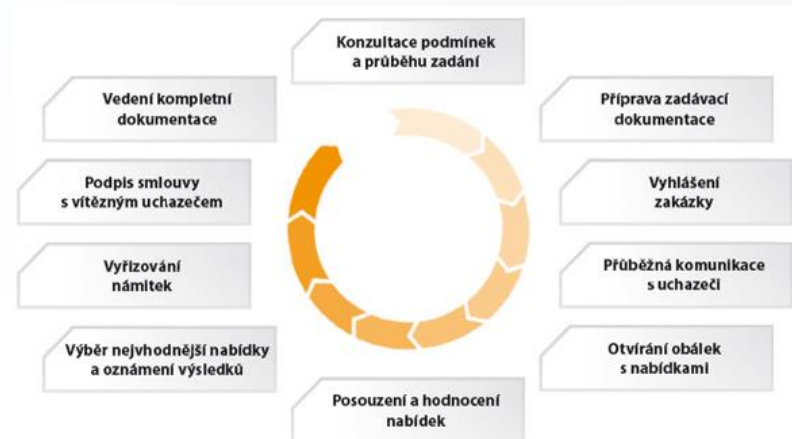 Konzultace podmínek
a průběhu zadání
Příprava zadávací
dokumentace
Vyhlášení
zakázky
Přůběžná komunikace
s uchazeči
Otvírání obálek
s nabídkami
Posouzení a hodnocení
nabídek
Výběr nejvhodnější nabídky
a oznámení výsledků
Vyřizování
námitek
Podpis smlouvy
s vítězným uchazečem
Vedení kompletní
dokumentace